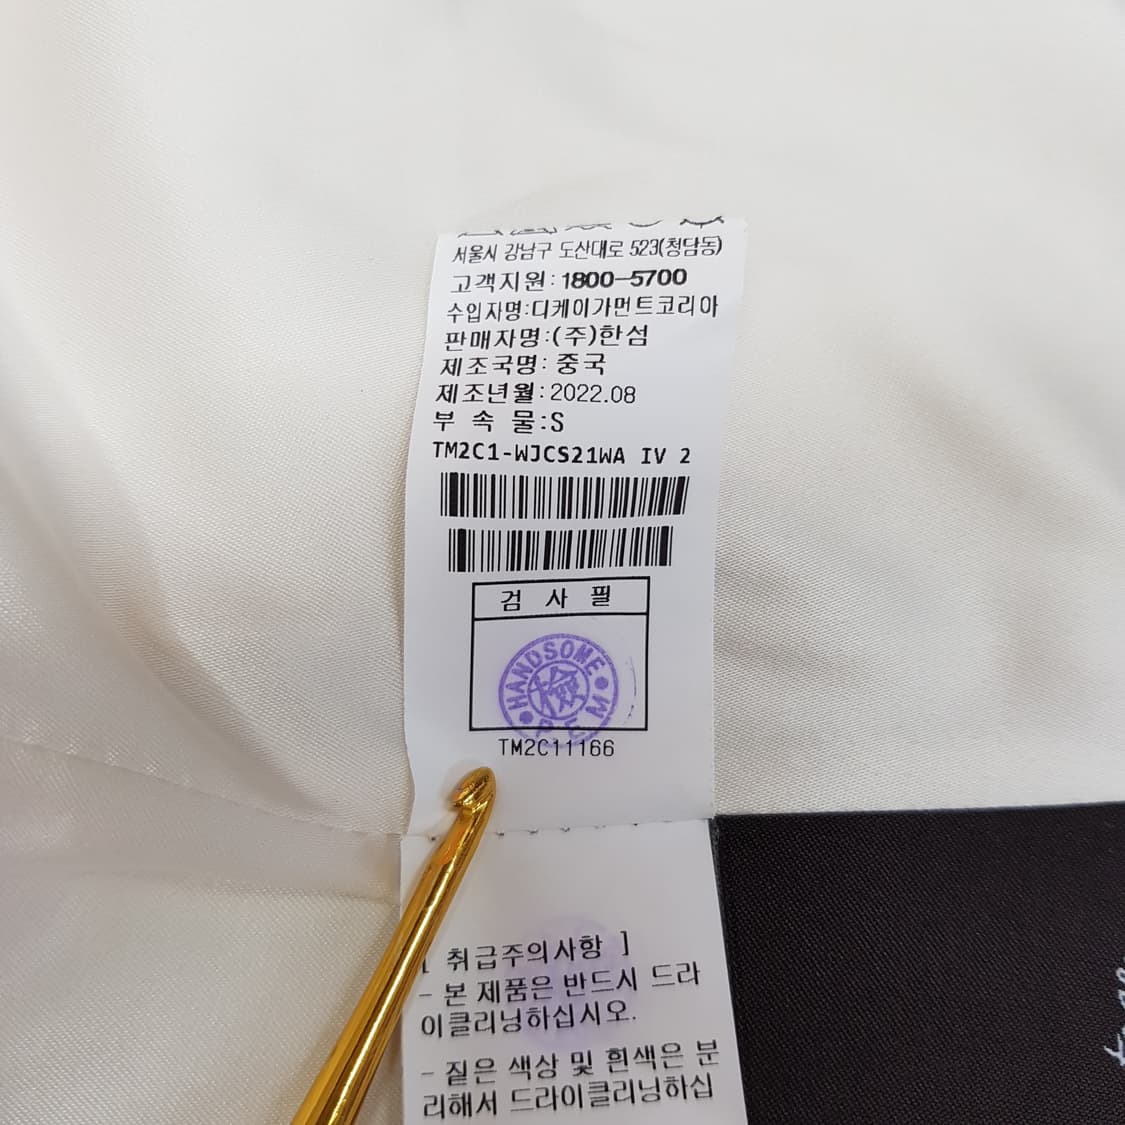 서울시 강남구 도산대로 523(청담동)
고객지원:1800-5700
수입자명:디케이가먼트코리아
판매자명:(주)한섬
제조국명: 중국
제조년월:2022.08
부 속 물:S
TM2C1-WJCS21WA IV 2
검 사 필
HANDSOME
檢
TM2C11166
취급주의사항 ]
- 본 제품은 반드시 드라
이클리닝하십시오.
- 짙은 색상 및 흰색은 분
리해서 드라이클리닝하십